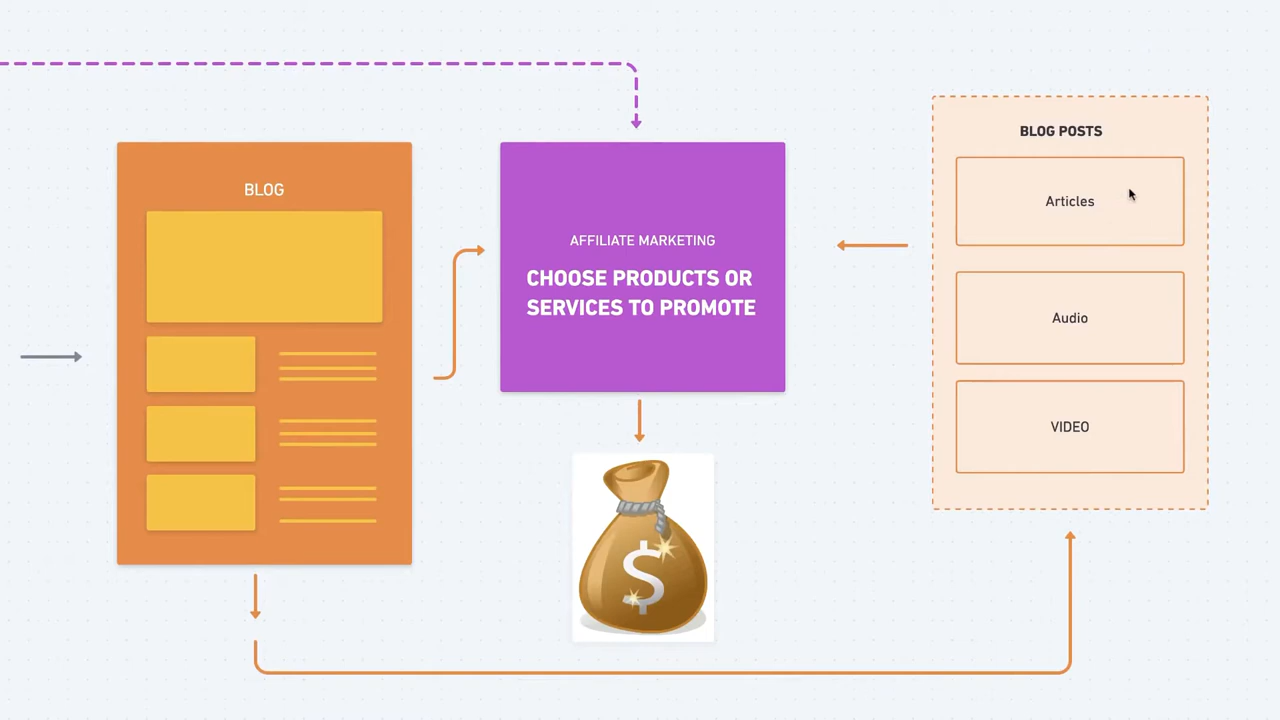 BLOG
AFFILIATE MARKETING
CHOOSE PRODUCTS OR
SERVICES TO PROMOTE
$
BLOG POSTS
Articles
Audio
VIDEO